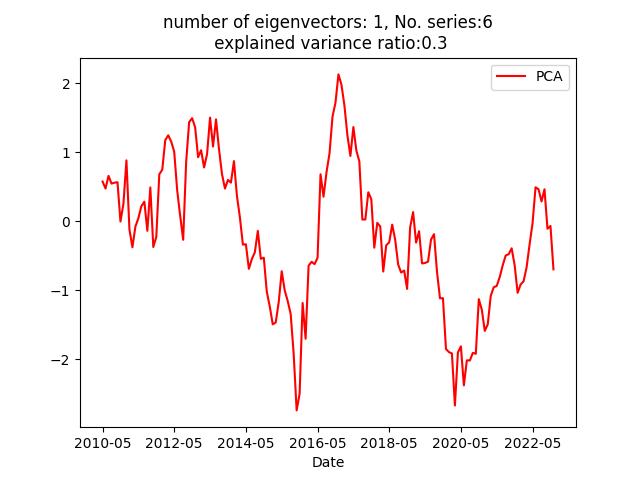 number of eigenvectors: 1, No. series:6
explained variance ratio:0.3
PCA
2
1
0
−1
−2
2010-05 2012-05 2014-05 2016-05 2018-05 2020-05 2022-05
Date